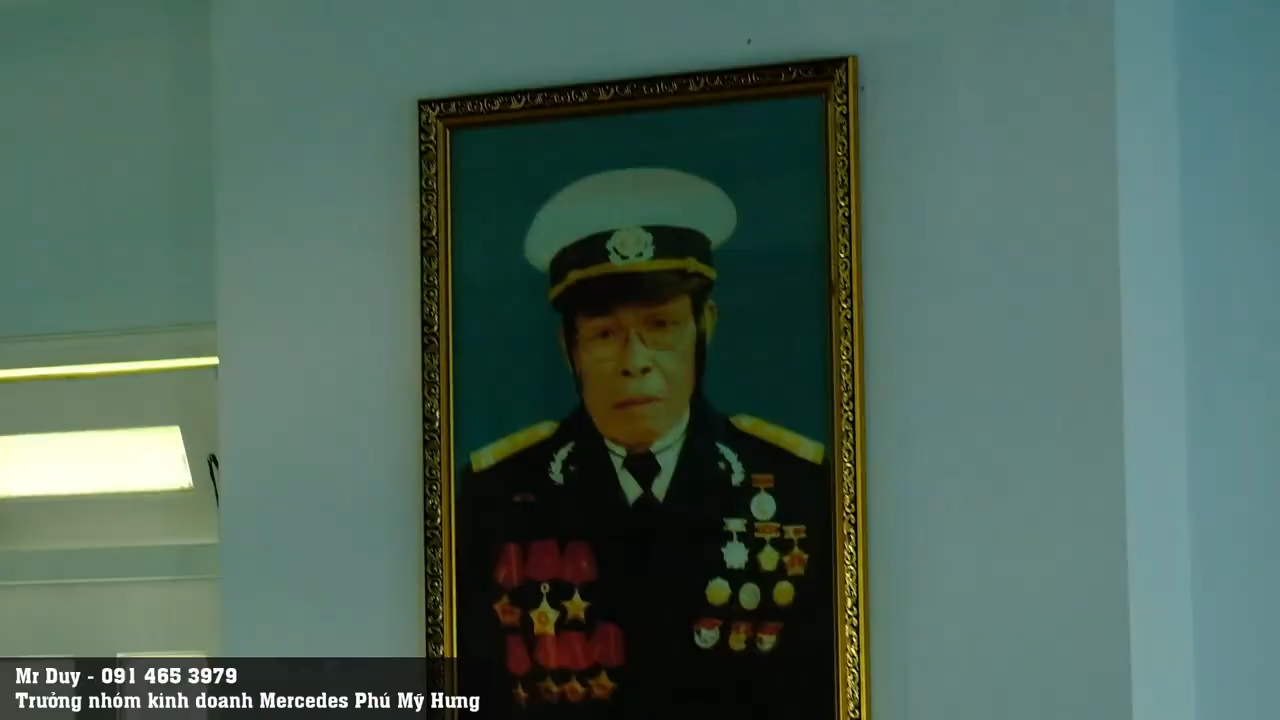 Mr Duy - 091 465 3979
Trưởng nhóm kinh doanh Mercedes Phú Mỹ Hưng